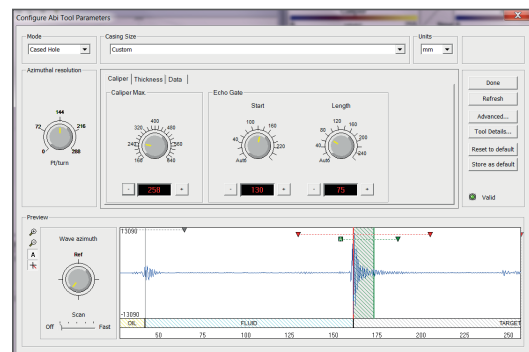 Configure Abi Tool Parameters
Mode
Cased Hole
Casing Size
Custom
Units
mm
Azimuthal resolution
144
72
216
0
288
Pt/turn
Caliper
Thickness
Data
Caliper Max.
400
320
480
240
560
160
640
- 250 +
Echo Gate
Start
100
160
40
220
Auto
- 130 +
Length
120
160
80
200
40
240
Auto
- 75 +
Done
Refresh
Advanced...
Tool Details...
Reset to default
Store as default
Valid
Preview
A
Wave azimuth
Ref
Scan
Off
Fast
13090
A
-13090
OIL
FLUID
TARGET
50 75 100 125 150 175 200 225 250